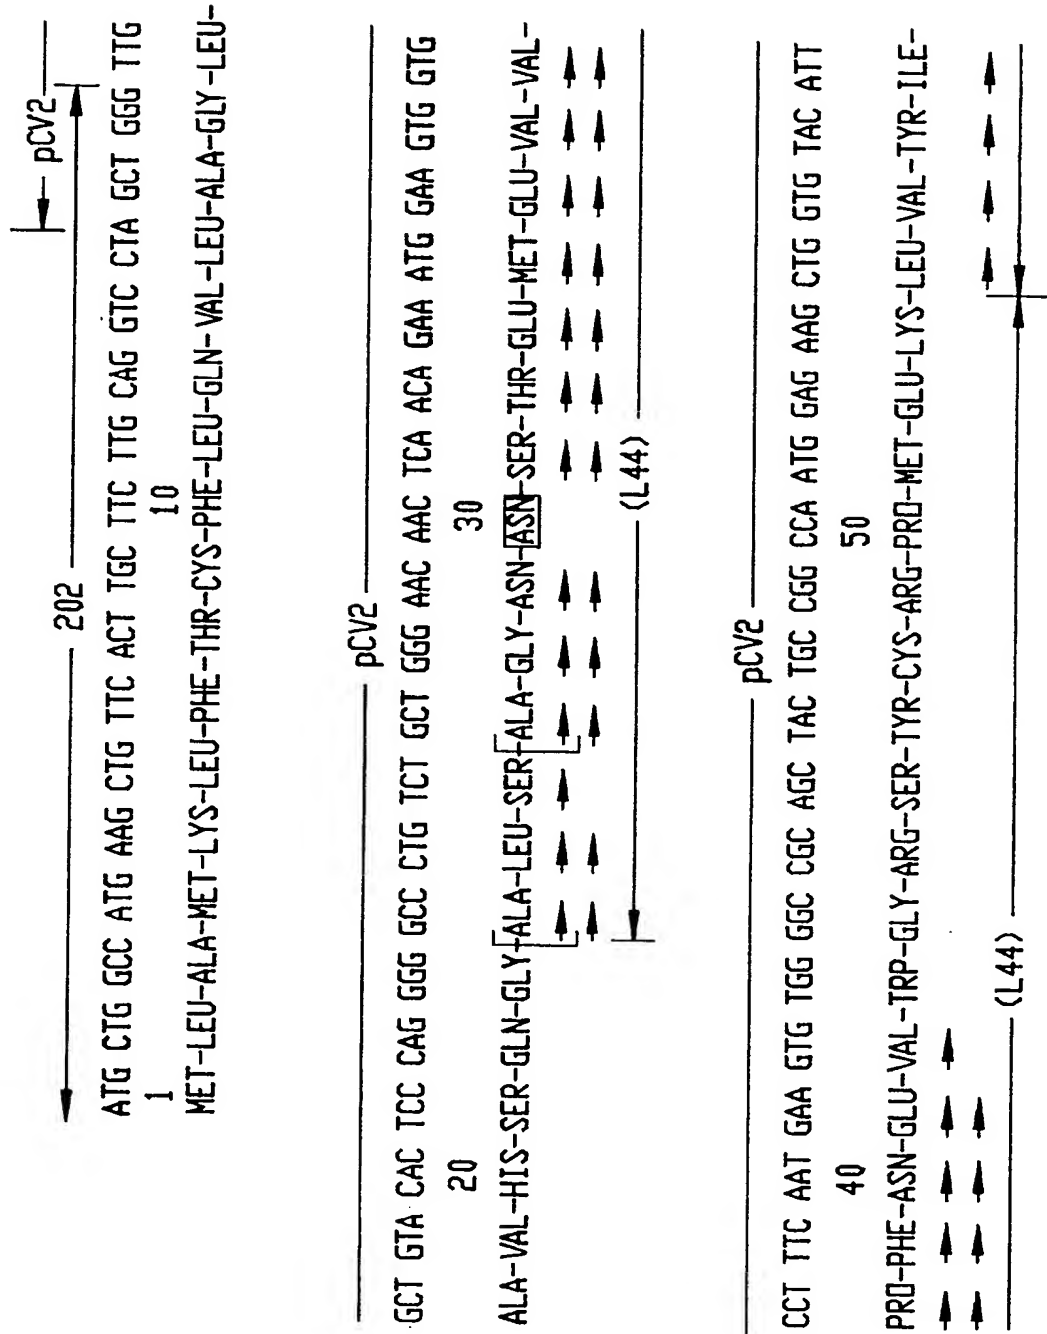 pCV2
202
ATG CTG GCC ATG AAG CTG TTC ACT TGC TTC TTG CAG GTC CTA GCT GGG TTG
1 10
MET-LEU-ALA-MET-LYS-LEU-PHE-THR-CYS-PHE-LEU-GLN-VAL-LEU-ALA-GLY-LEU-
pCV2
GCT GTA CAC TCC CAG GGG GCC CTG TCT GCT GGG AAC AAC TCA ACA GAA ATG GAA GTG GTG
20 30
ALA-VAL-HIS-SER-GLN-GLY-ALA-LEU-SER-ALA-GLY-ASN-ASN-SER-THR-GLU-MET-GLU-VAL-VAL-
(L44)
pCV2
CCT TTC AAT GAA GTG TGG GGC CGC AGC TAC TGC CGG CCA ATG GAG AAG CTG GTG TAC ATT
40 50
PRO-PHE-ASN-GLU-VAL-TRP-GLY-ARG-SER-TYR-CYS-ARG-PRO-MET-GLU-LYS-LEU-VAL-TYR-ILE-
(L44)